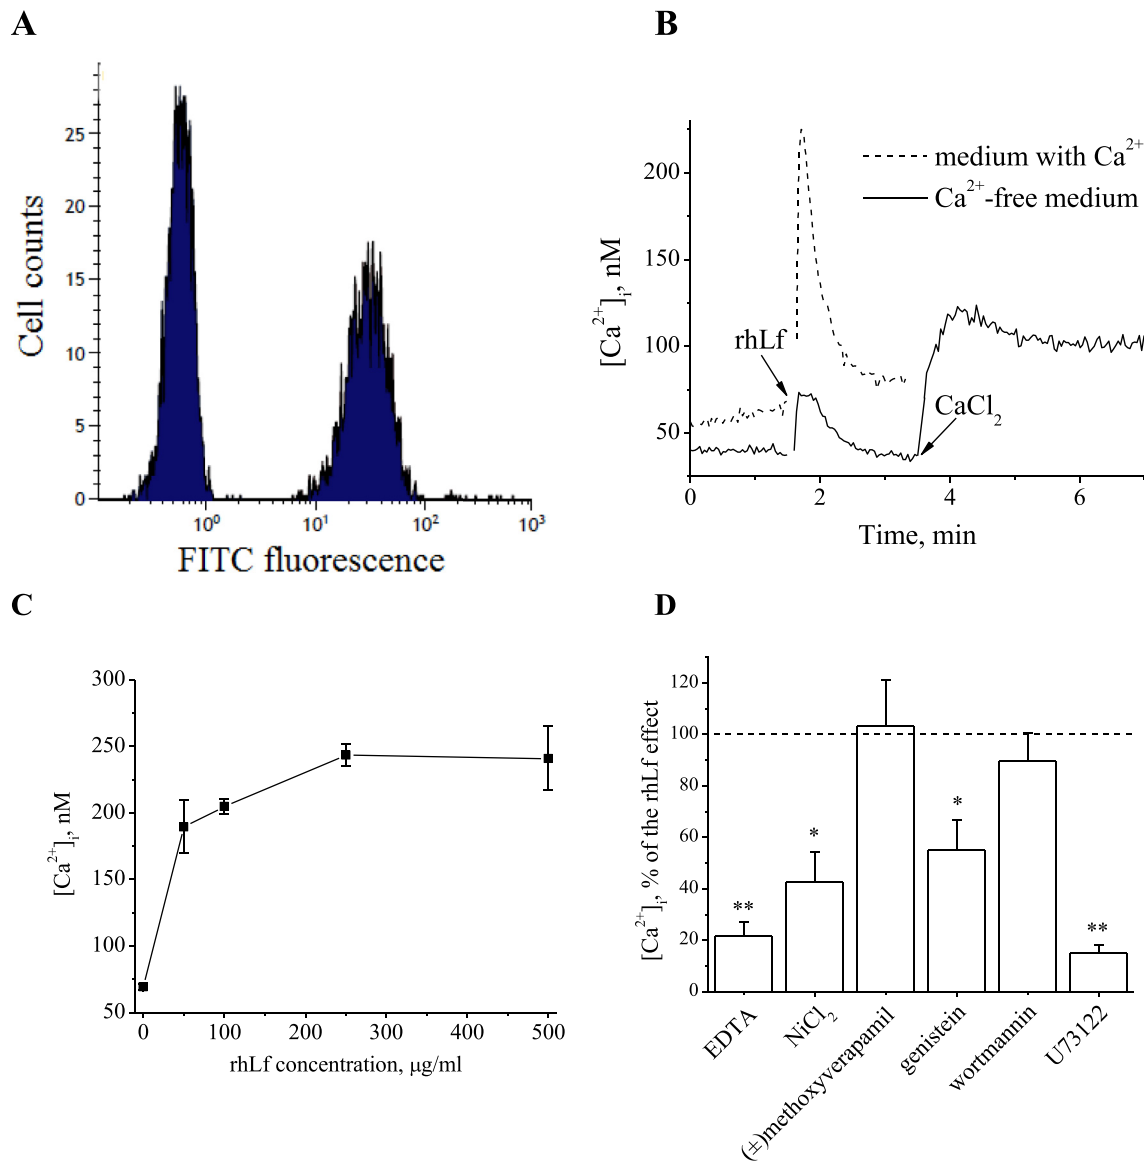 A
25
20
15
10
5
0
Cell counts
10⁰
10¹
10²
10³
FITC fluorescence
B
200
150
100
50
[Ca²⁺]ᵢ, nM
medium with Ca²⁺
Ca²⁺-free medium
rhLf
CaCl₂
0
2
4
6
Time, min
C
300
250
200
150
100
50
[Ca²⁺]ᵢ, nM
0
100
200
300
400
500
rhLf concentration, µg/ml
D
120
100
80
60
40
20
0
[Ca²⁺]ᵢ, % of the rhLf effect
**
*
*
**
EDTA
NiCl₂
(±)methoxyverapamil
genistein
wortmannin
U73122